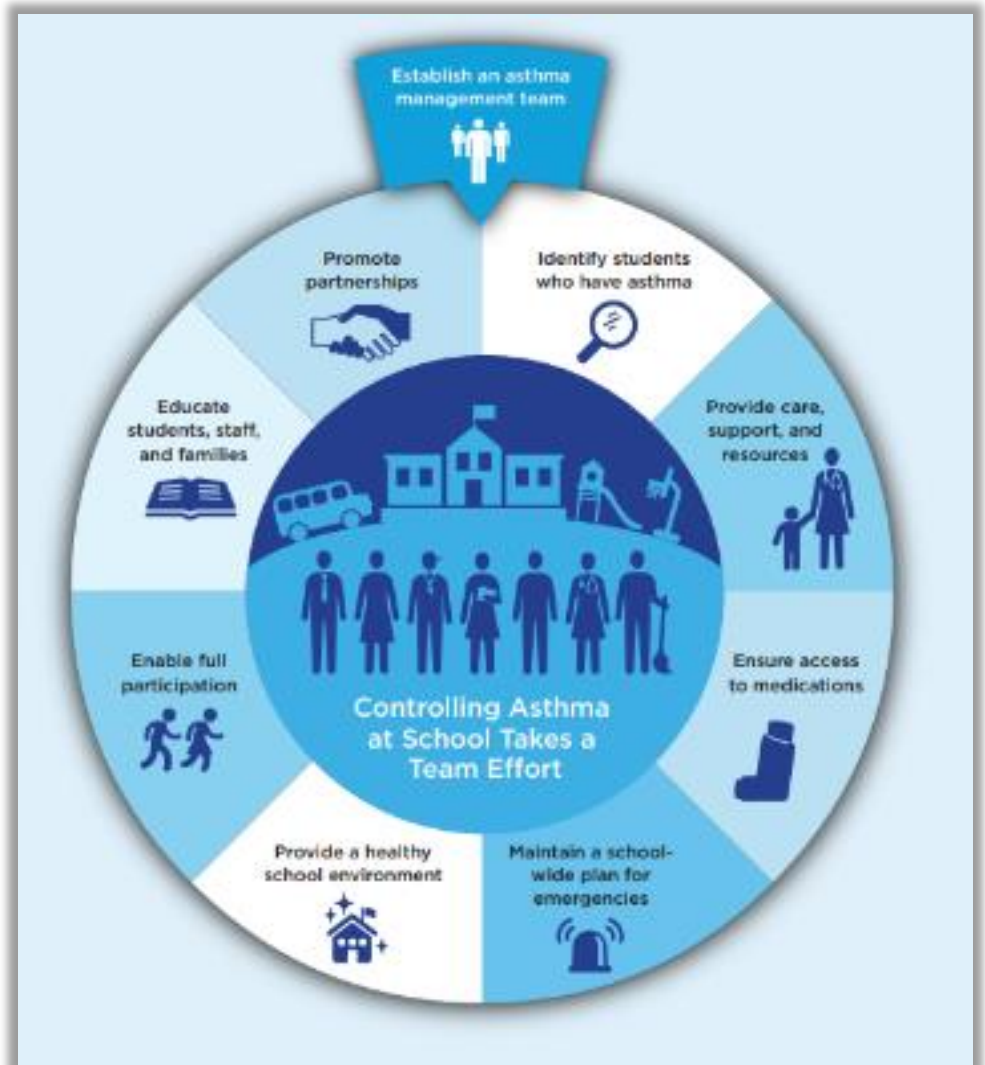 Establish an asthma
management team
Identify students
who have asthma
Provide care,
support, and
resources
Ensure access
to medications
Maintain a school-
wide plan for
emergencies
Provide a healthy
school environment
Enable full
participation
Educate
students, staff,
and families
Promote
partnerships
Controlling Asthma
at School Takes a
Team Effort